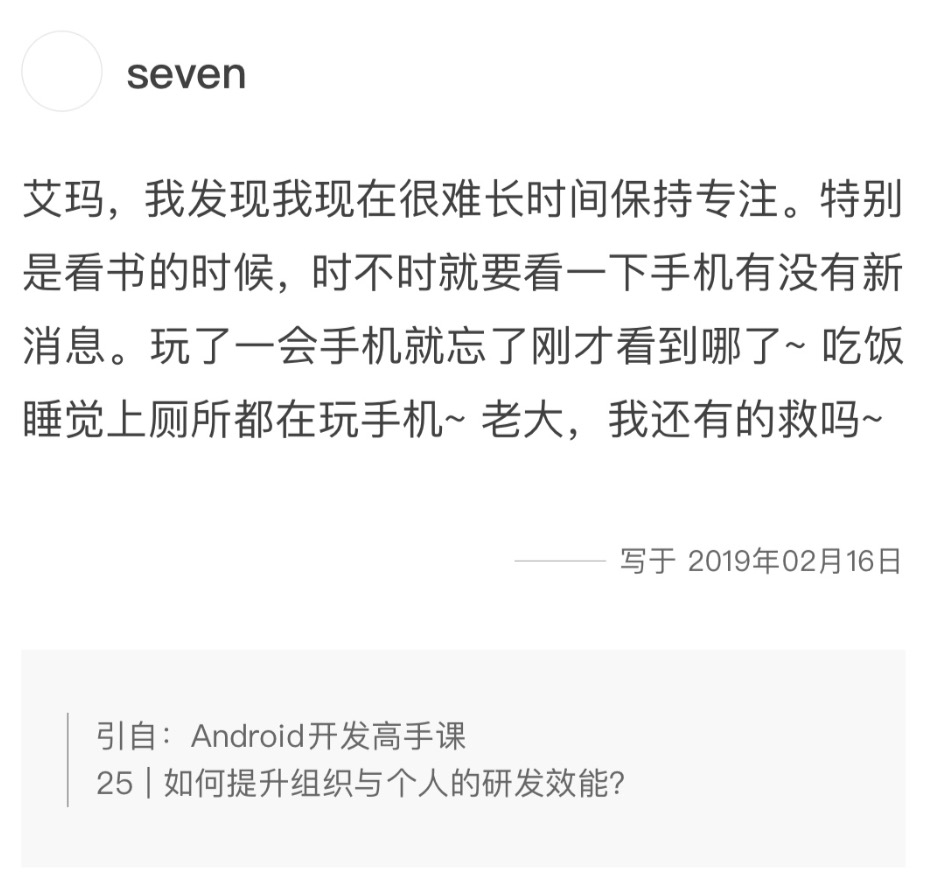 seven
艾玛，我发现我现在很难长时间保持专注。特别
是看书的时候，时不时就要看一下手机有没有新
消息。玩了一会手机就忘了刚才看到哪了~ 吃饭
睡觉上厕所都在玩手机~ 老大，我还有的救吗~
写于 2019年02月16日
引自：Android开发高手课
25 | 如何提升组织与个人的研发效能？